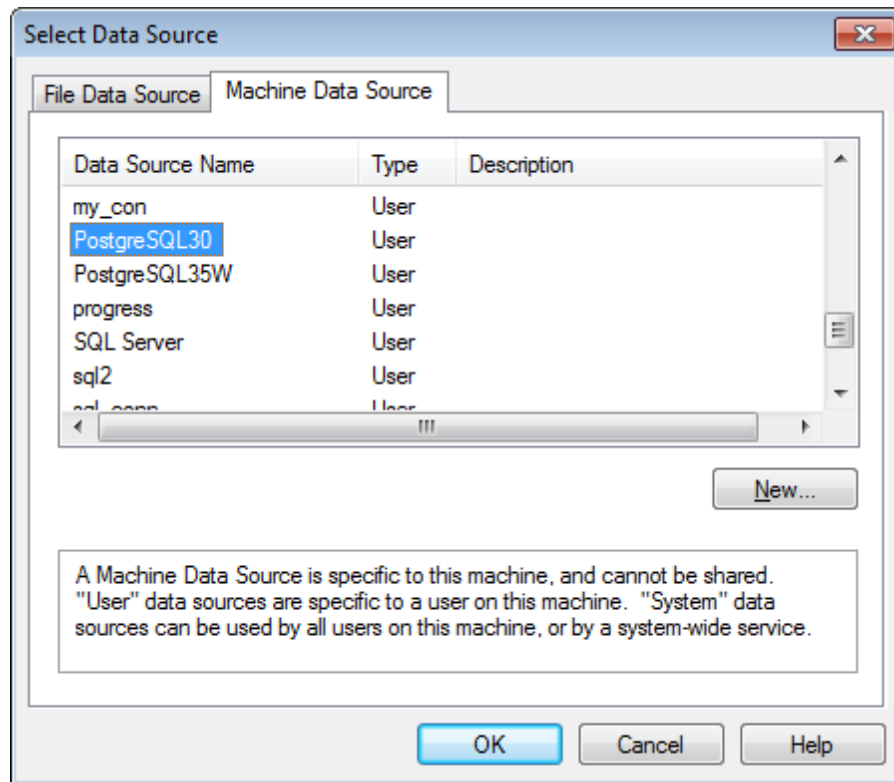 Select Data Source
File Data Source Machine Data Source
Data Source Name Type Description
my_con User
PostgreSQL30 User
PostgreSQL35W User
progress User
SQL Server User
sql2 User
sql_conn User
New...
A Machine Data Source is specific to this machine, and cannot be shared.
"User" data sources are specific to a user on this machine. "System" data
sources can be used by all users on this machine, or by a system-wide service.
OK Cancel Help